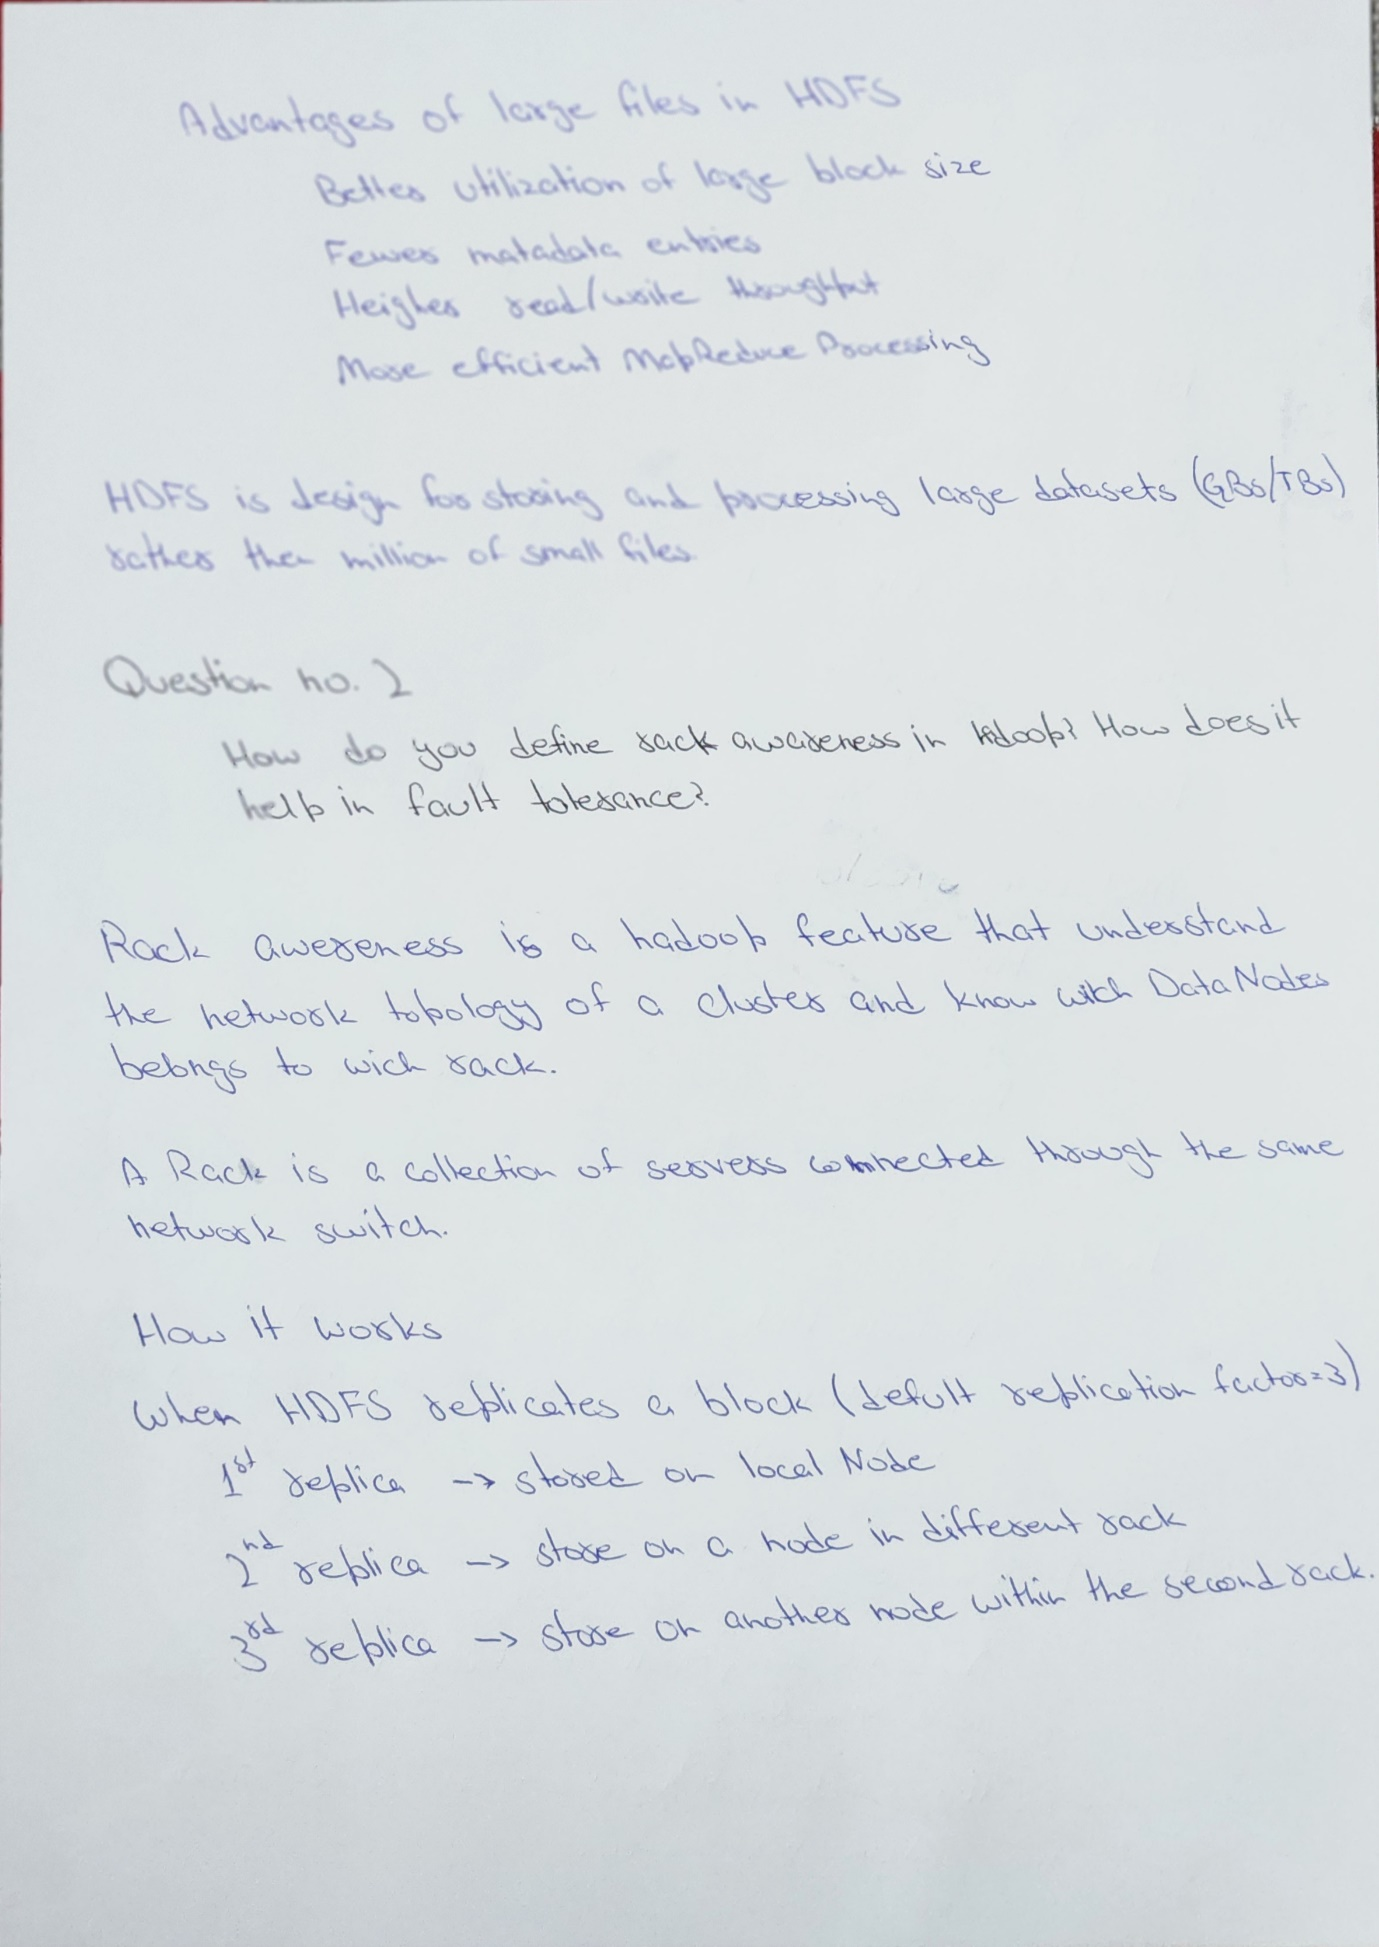 Advantages of large files in HDFS
Better utilization of large block size
Fewer matadata entries
Heigher read/write throughtput
More efficient MapReduce Processing
HDFS is design for storing and processing large datasets (GBs/TBs)
rather then million of small files
Question no. 2
How do you define rack awareness in Hadoop? How does it
help in fault tolerance?
Rack awereness is a hadoop feature that understand
the network topology of a cluster and know wich DataNodes
belongs to wich rack.
A Rack is a collection of servers connected through the same
network switch.
How it works
When HDFS replicates a block (defult replication factor=3)
1st replica -> stored on local Node
2nd replica -> store on a node in different rack
3rd replica -> store on another node within the second rack.